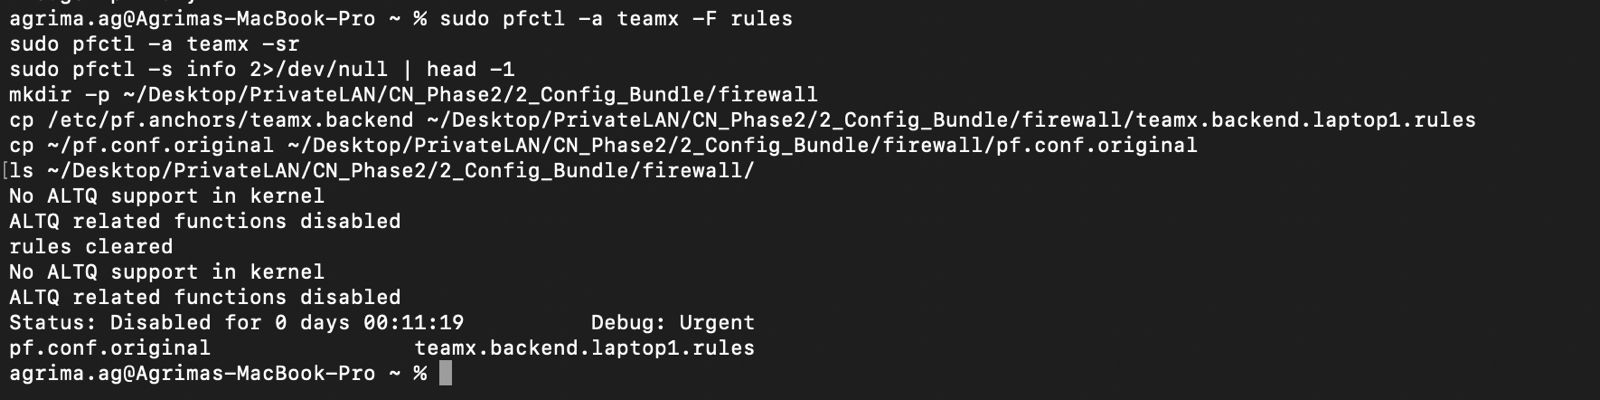 agrima.ag@Agrimas-MacBook-Pro ~ % sudo pfctl -a teamx -F rules
sudo pfctl -a teamx -sr
sudo pfctl -s info 2>/dev/null | head -1
mkdir -p ~/Desktop/PrivateLAN/CN_Phase2/2_Config_Bundle/firewall
cp /etc/pf.anchors/teamx.backend ~/Desktop/PrivateLAN/CN_Phase2/2_Config_Bundle/firewall/teamx.backend.laptop1.rules
cp ~/pf.conf.original ~/Desktop/PrivateLAN/CN_Phase2/2_Config_Bundle/firewall/pf.conf.original
[ls ~/Desktop/PrivateLAN/CN_Phase2/2_Config_Bundle/firewall/
No ALTQ support in kernel
ALTQ related functions disabled
rules cleared
No ALTQ support in kernel
ALTQ related functions disabled
Status: Disabled for 0 days 00:11:19          Debug: Urgent
pf.conf.original                teamx.backend.laptop1.rules
agrima.ag@Agrimas-MacBook-Pro ~ %